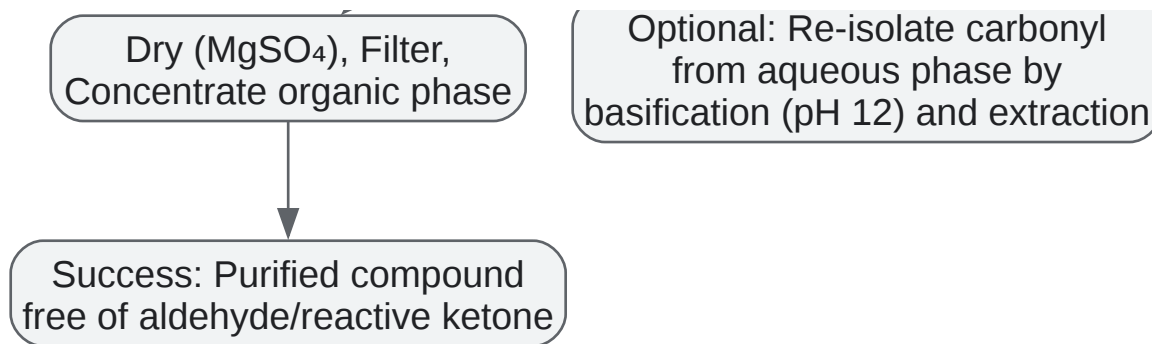 Dry (MgSO₄), Filter,
Concentrate organic phase
Optional: Re-isolate carbonyl
from aqueous phase by
basification (pH 12) and extraction
Success: Purified compound
free of aldehyde/reactive ketone